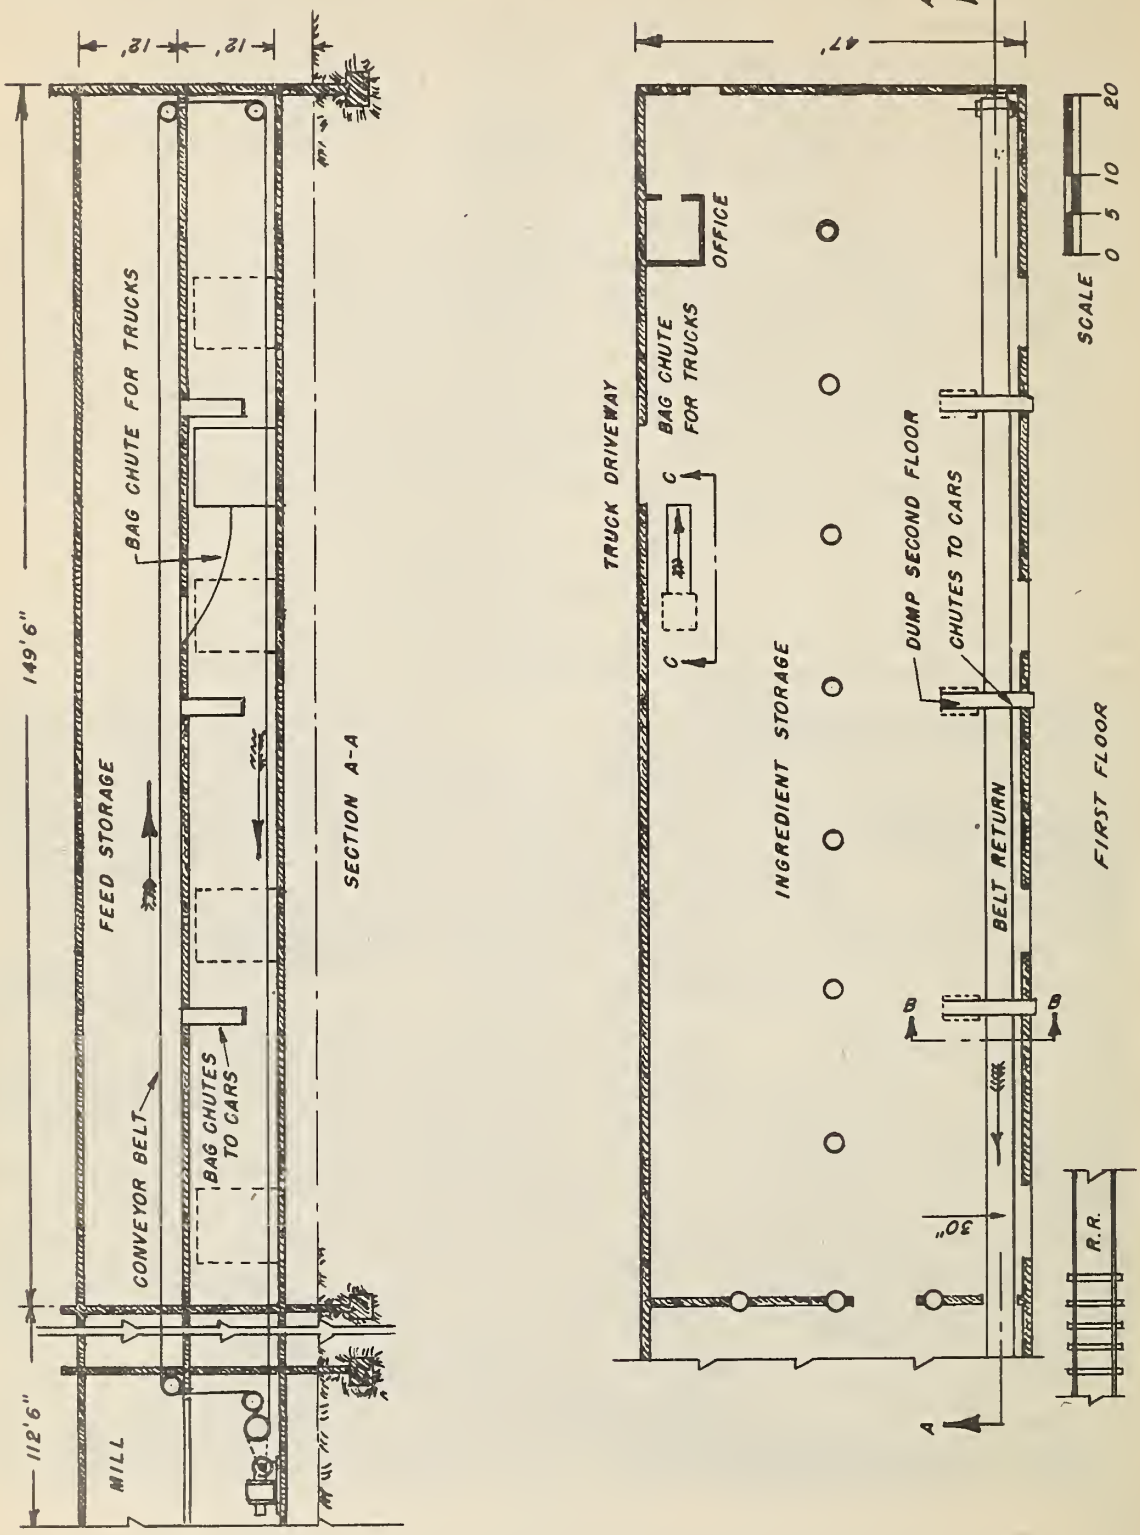 112'6"
149'6"
MILL
CONVEYOR BELT
FEED STORAGE
BAG CHUTE FOR TRUCKS
12'
12'
BAG CHUTES
TO CARS
SECTION A-A
TRUCK DRIVEWAY
BAG CHUTE
FOR TRUCKS
OFFICE
47'
C
C
INGREDIENT STORAGE
DUMP SECOND FLOOR
CHUTES TO CARS
B
B
BELT RETURN
30"
A
A
R.R.
FIRST FLOOR
SCALE
0 5 10 20